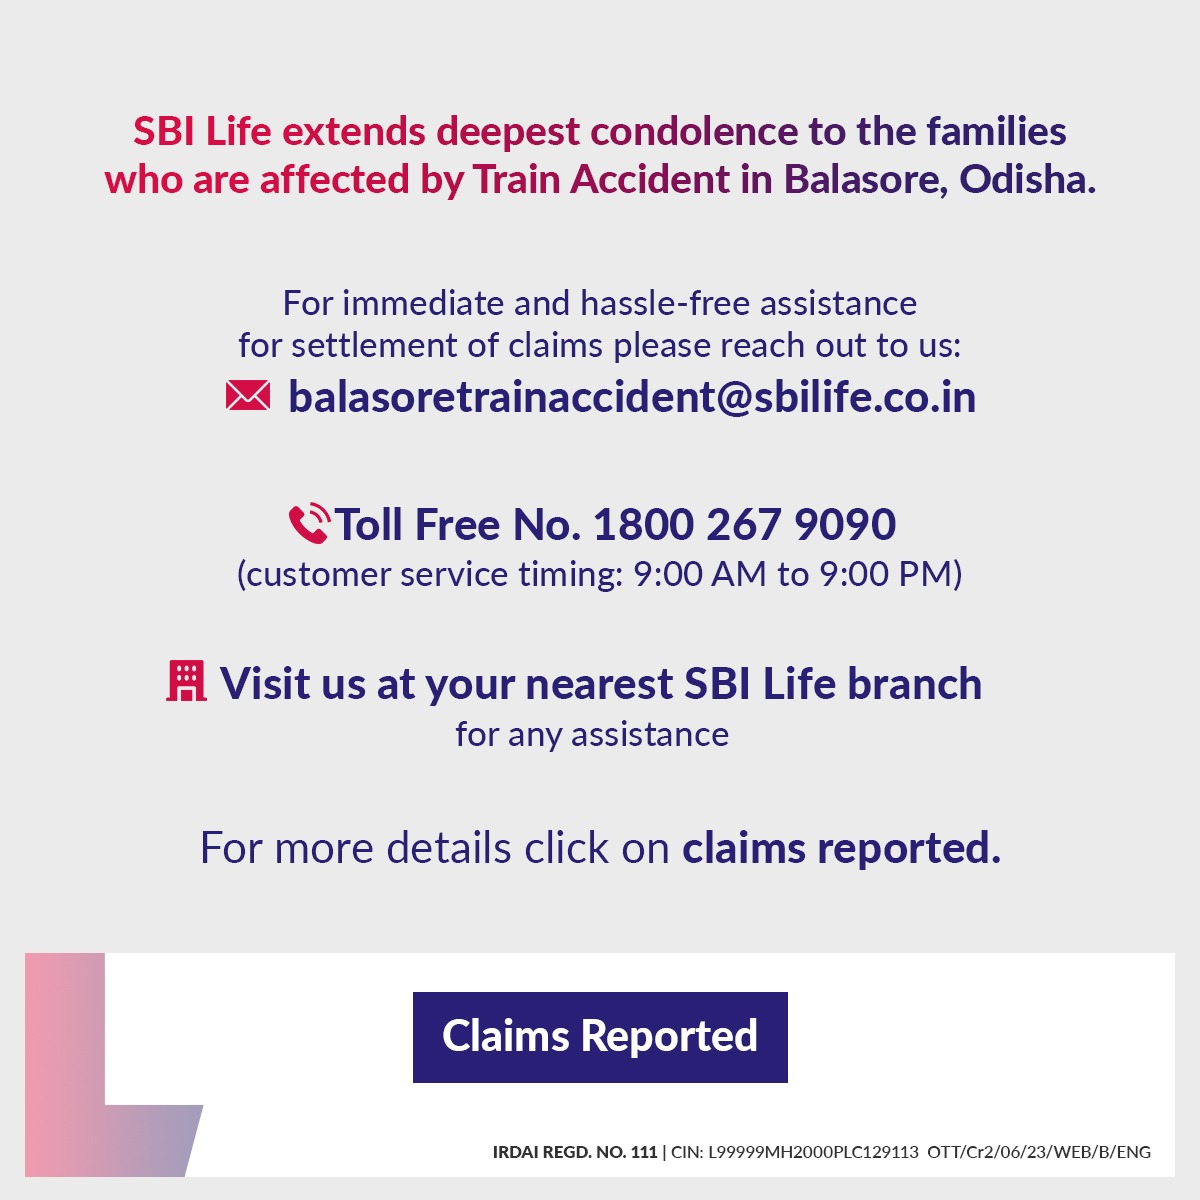 SBI Life extends deepest condolence to the families
who are affected by Train Accident in Balasore, Odisha.
For immediate and hassle-free assistance
for settlement of claims please reach out to us:
balasoretrainaccident@sbilife.co.in
Toll Free No. 1800 267 9090
(customer service timing: 9:00 AM to 9:00 PM)
Visit us at your nearest SBI Life branch
for any assistance
For more details click on claims reported.
Claims Reported
IRDAI REGD. NO. 111 | CIN: L99999MH2000PLC129113 OTT/Cr2/06/23/WEB/B/ENG